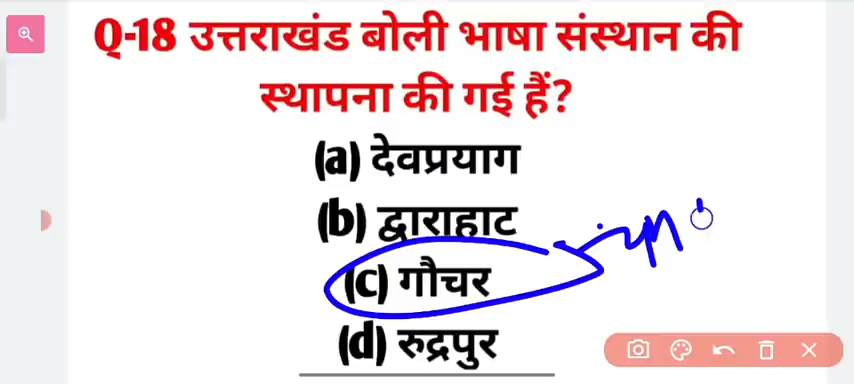 Q-18 उत्तराखंड बोली भाषा संस्थान की
स्थापना की गई हैं?
(a) देवप्रयाग
(b) द्वाराहाट
(c) गौचर
(d) रुद्रपुर